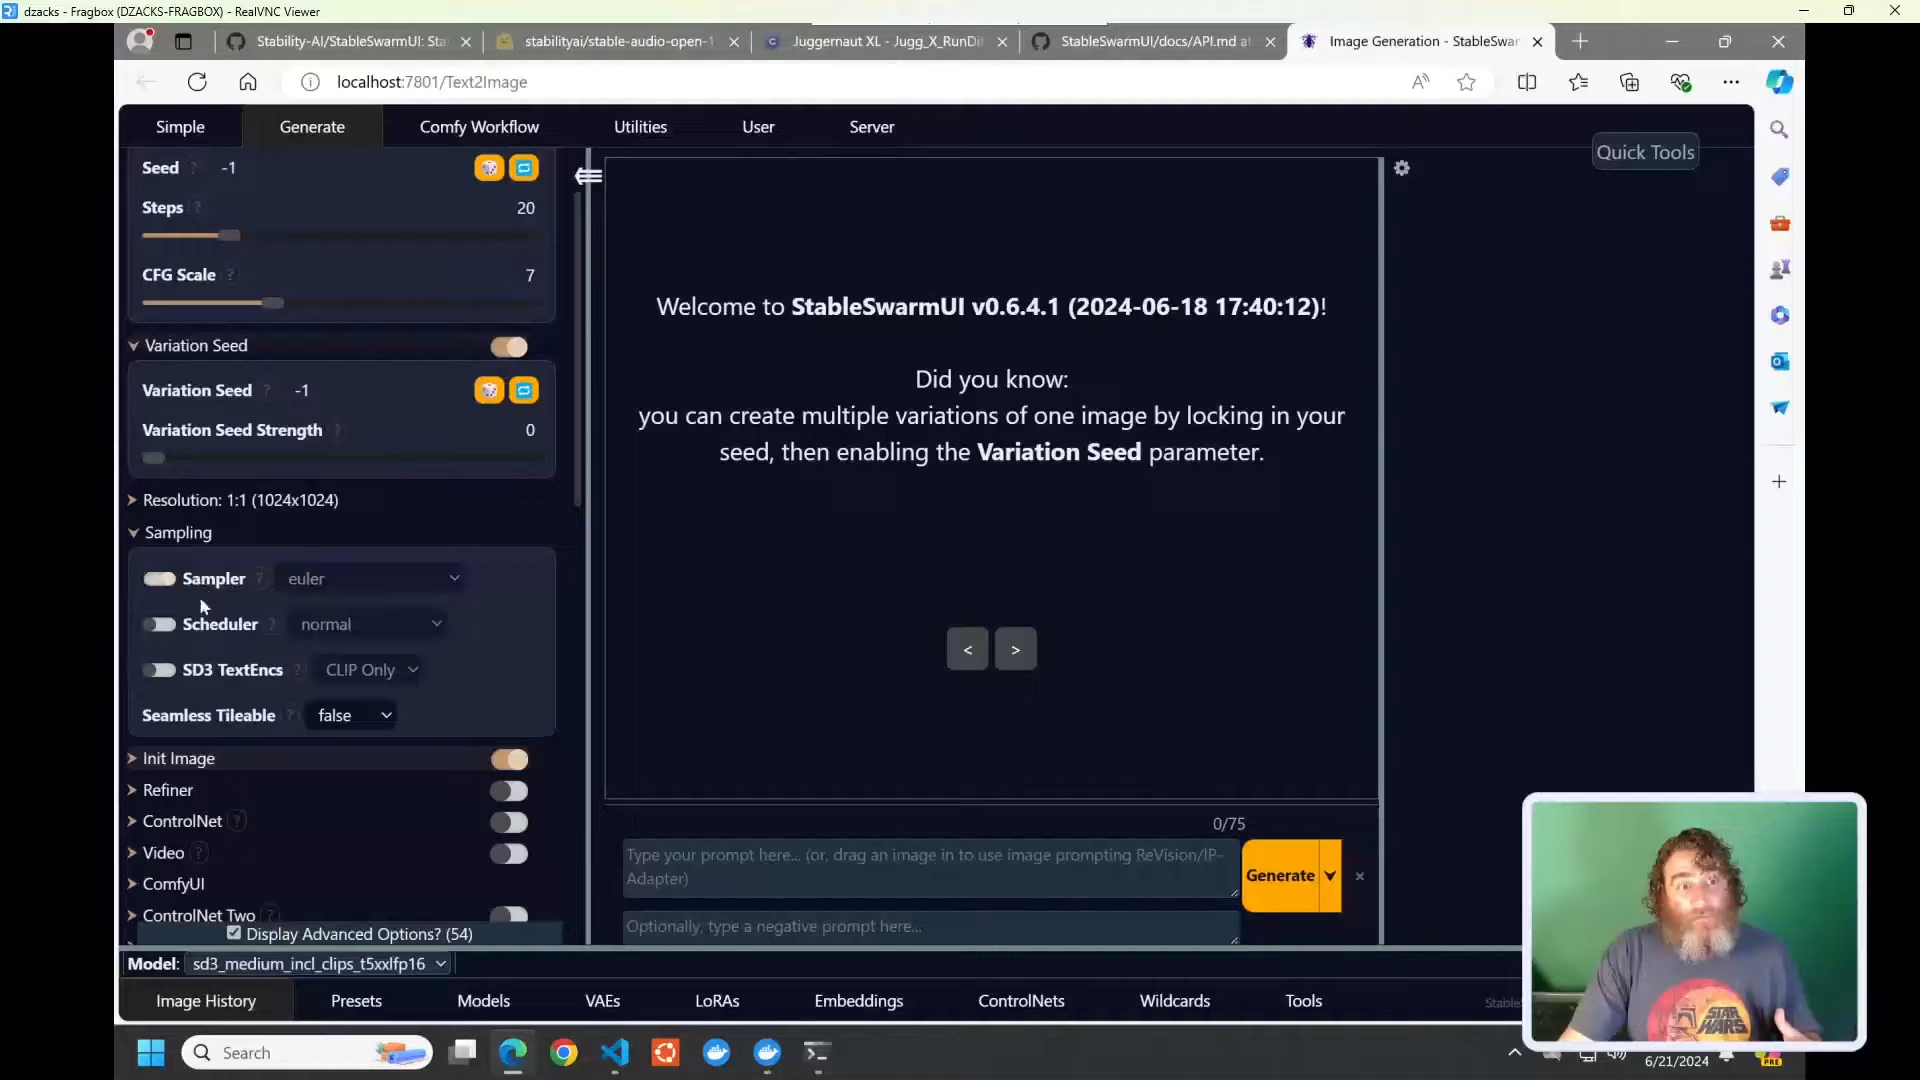 dzacks - Fragbox (DZACKS-FRAGBOX) - RealVNC Viewer
Stability-AI/StableSwarmUI: Sta
stabilityai/stable-audio-open-1
Juggernaut XL - Jugg_X_RunDi
StableSwarmUI/docs/API.md at
Image Generation - StableSwar
localhost:7801/Text2Image
Simple
Generate
Comfy Workflow
Utilities
User
Server
Quick Tools
Seed ? -1
Steps ? 20
CFG Scale ? 7
Variation Seed
Variation Seed ? -1
Variation Seed Strength ? 0
Resolution: 1:1 (1024x1024)
Sampling
Sampler ? euler
Scheduler ? normal
SD3 TextEncs ? CLIP Only
Seamless Tileable ? false
Init Image
Refiner
ControlNet ?
Video ?
ComfyUI
ControlNet Two ?
Display Advanced Options? (54)
Welcome to StableSwarmUI v0.6.4.1 (2024-06-18 17:40:12)!
Did you know:
you can create multiple variations of one image by locking in your
seed, then enabling the Variation Seed parameter.
< >
0/75
Type your prompt here... (or, drag an image in to use image prompting ReVision/IP-
Adapter)
Generate
Optionally, type a negative prompt here...
Model: sd3_medium_incl_clips_t5xxlfp16
Image History
Presets
Models
VAEs
LoRAs
Embeddings
ControlNets
Wildcards
Tools
StableS
STAR
WARS
Search
6/21/2024
PRE